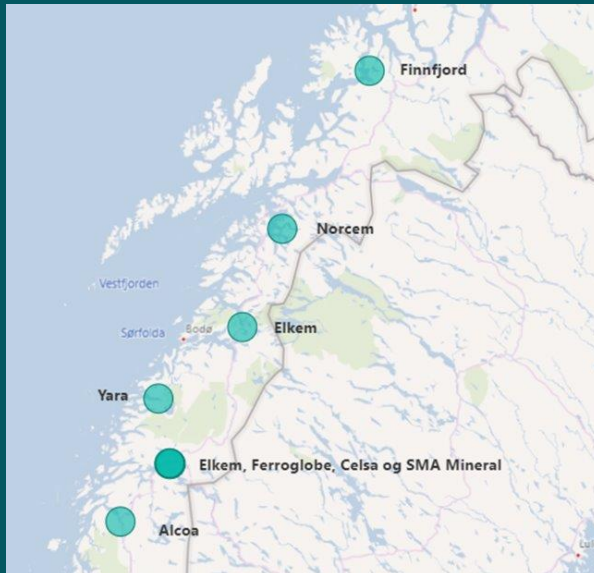 Finnfjord
Norcem
Vestfjorden
Sørfolda
Bodø
Elkem
Yara
Elkem, Ferroglobe, Celsa og SMA Mineral
Alcoa